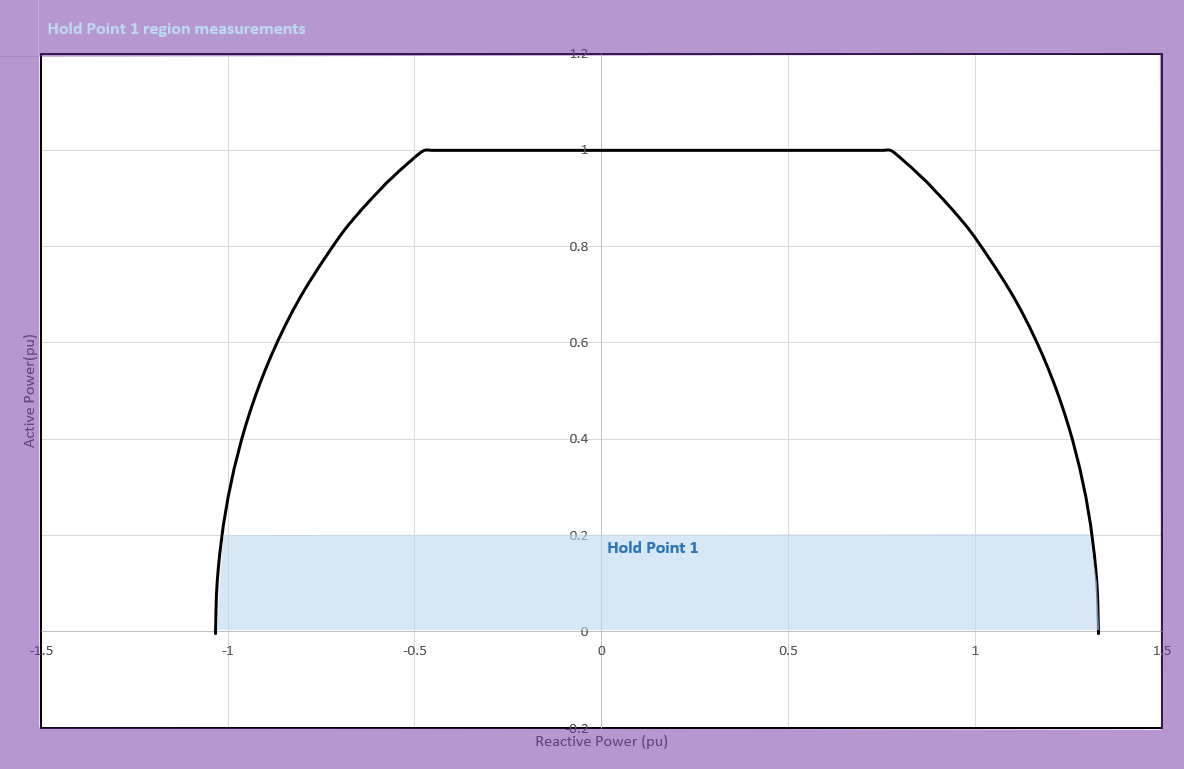 Hold Point 1 region measurements
1.2
1
0.8
0.6
0.4
0.2
Hold Point 1
0
-1.5 -1 -0.5 0 0.5 1 1.5
-0.2
Reactive Power (pu)
Active Power(pu)